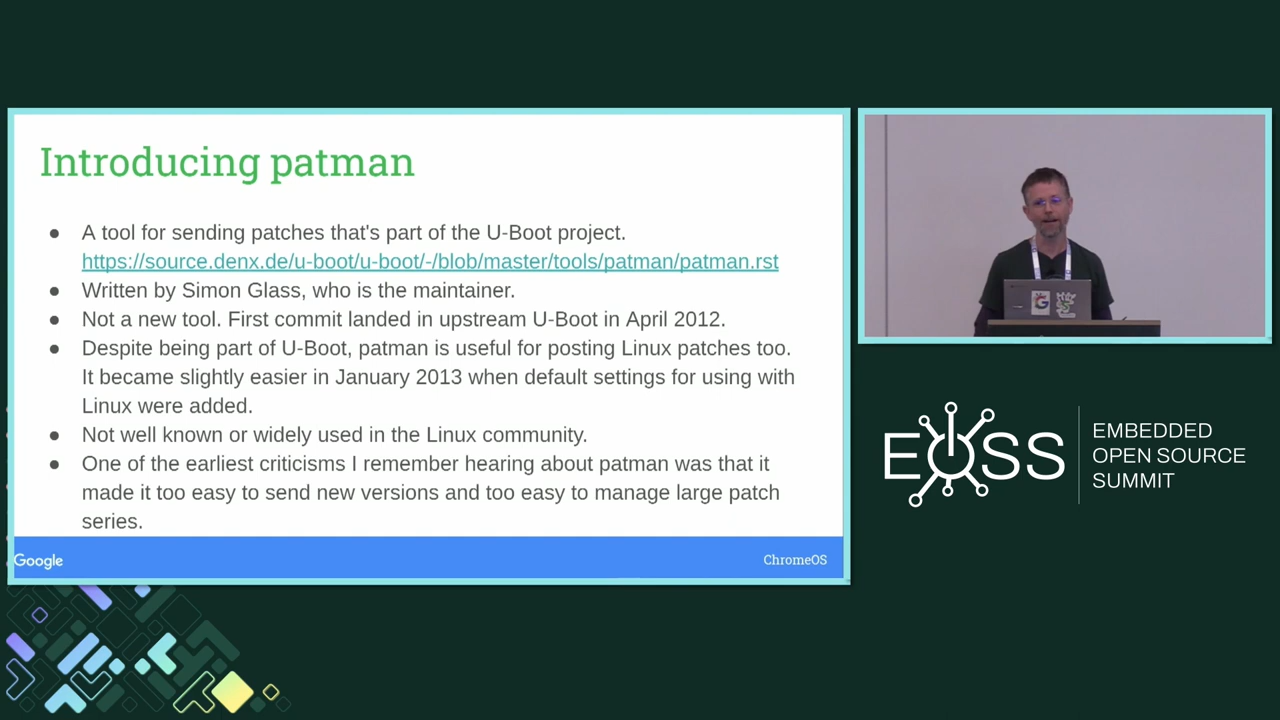 Introducing patman
● A tool for sending patches that's part of the U-Boot project.
https://source.denx.de/u-boot/u-boot/-/blob/master/tools/patman/patman.rst
● Written by Simon Glass, who is the maintainer.
● Not a new tool. First commit landed in upstream U-Boot in April 2012.
● Despite being part of U-Boot, patman is useful for posting Linux patches too.
It became slightly easier in January 2013 when default settings for using with
Linux were added.
● Not well known or widely used in the Linux community.
● One of the earliest criticisms I remember hearing about patman was that it
made it too easy to send new versions and too easy to manage large patch
series.
Google
ChromeOS
EOSS
EMBEDDED
OPEN SOURCE
SUMMIT